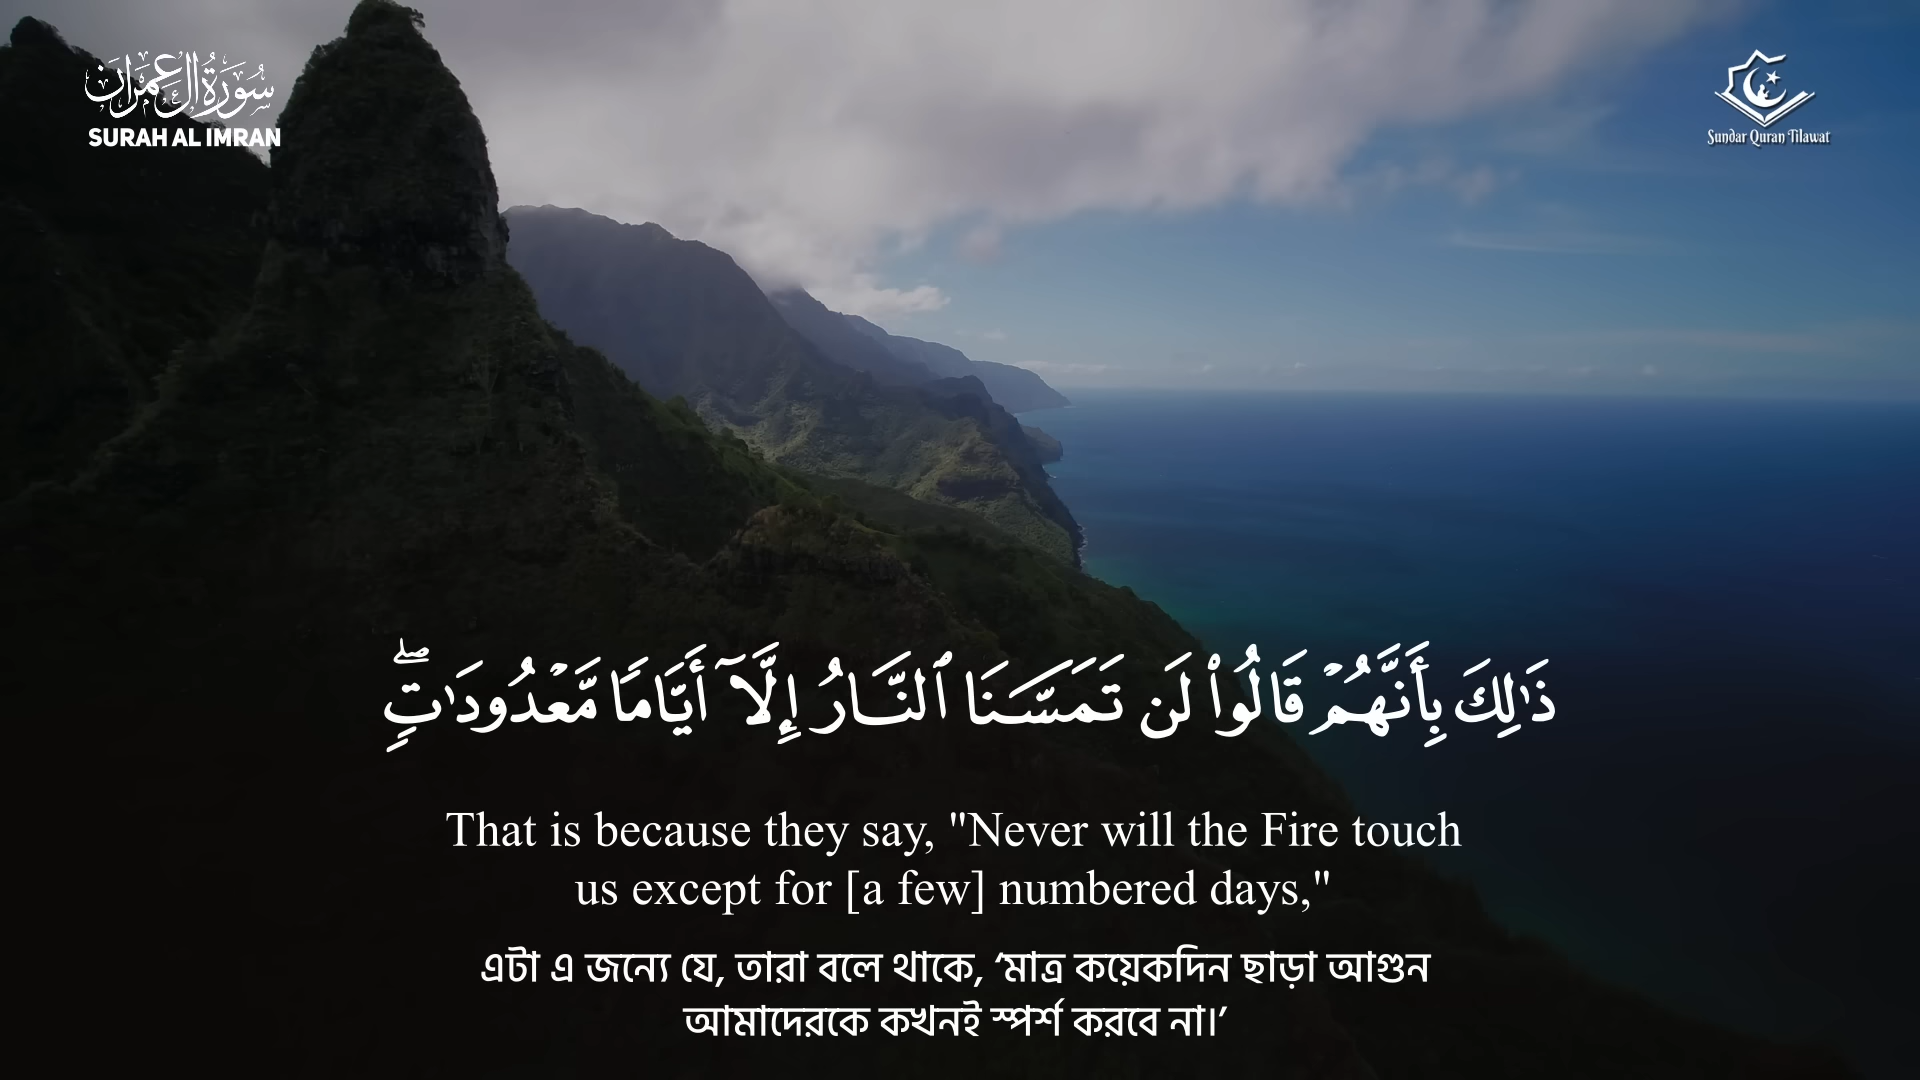 سُورَةُ آلِ عِمْرَان
SURAH AL IMRAN
Sundar Quran Tilawat
ذَٰلِكَ بِأَنَّهُمْ قَالُوا۟ لَن تَمَسَّنَا ٱلنَّارُ إِلَّآ أَيَّامًا مَّعْدُودَٰتٍۢ ۖ
That is because they say, "Never will the Fire touch
us except for [a few] numbered days,"
এটা এ জন্যে যে, তারা বলে থাকে, ‘মাত্র কয়েকদিন ছাড়া আগুন
আমাদেরকে কখনই স্পর্শ করবে না।’